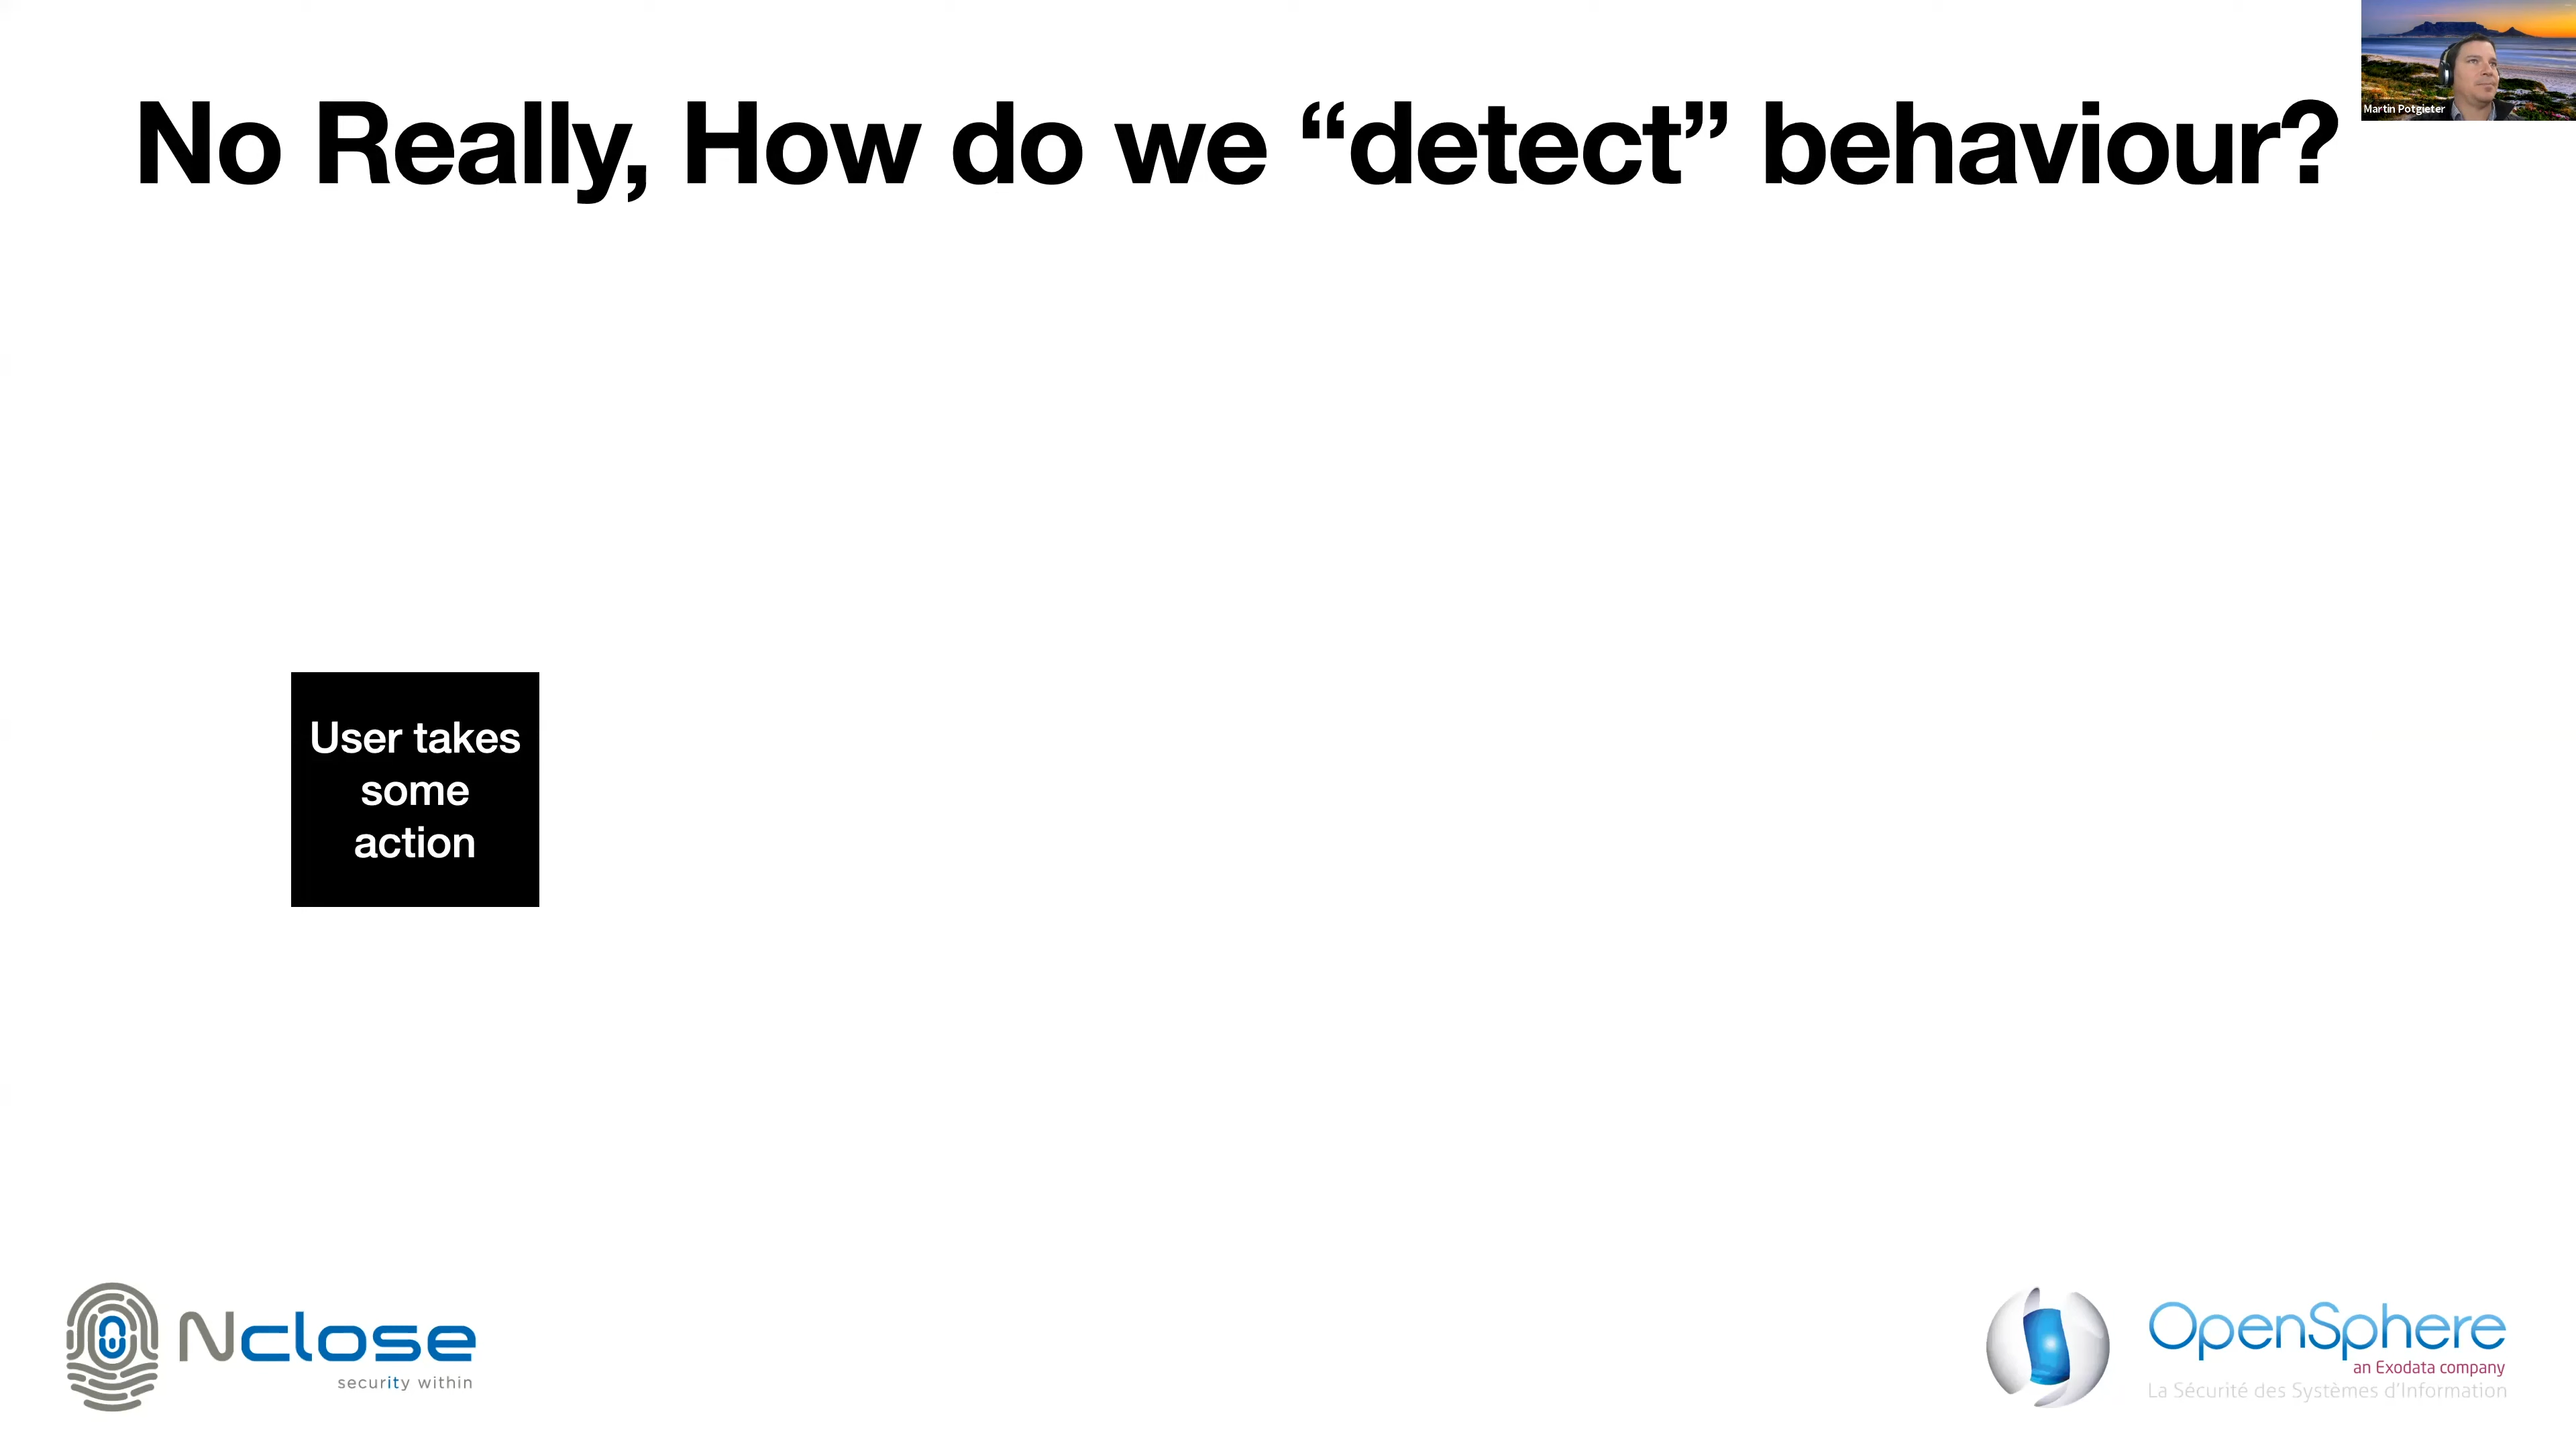 Martin Potgieter
No Really, How do we “detect” behaviour?
User takes
some
action
Nclose
security within
OpenSphere
an Exodata company
La Sécurité des Systèmes d'Information